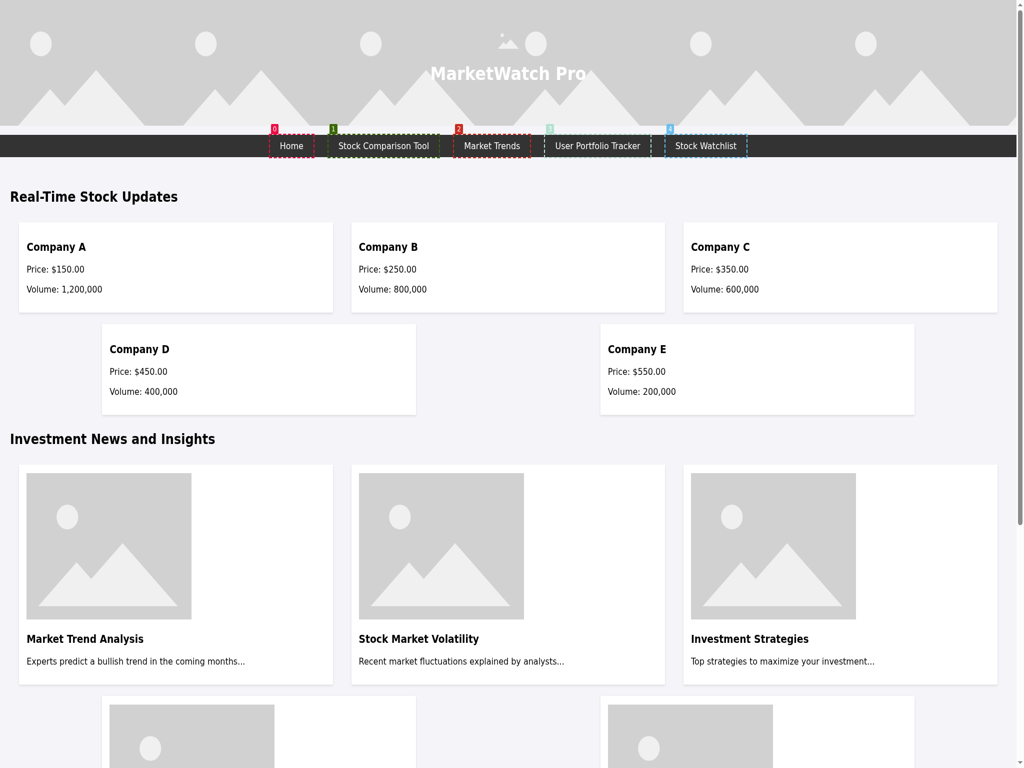 MarketWatch Pro
0 1 2 3 4
Home Stock Comparison Tool Market Trends User Portfolio Tracker Stock Watchlist
Real-Time Stock Updates
Company A
Price: $150.00
Volume: 1,200,000
Company B
Price: $250.00
Volume: 800,000
Company C
Price: $350.00
Volume: 600,000
Company D
Price: $450.00
Volume: 400,000
Company E
Price: $550.00
Volume: 200,000
Investment News and Insights
Market Trend Analysis
Experts predict a bullish trend in the coming months...
Stock Market Volatility
Recent market fluctuations explained by analysts...
Investment Strategies
Top strategies to maximize your investment...